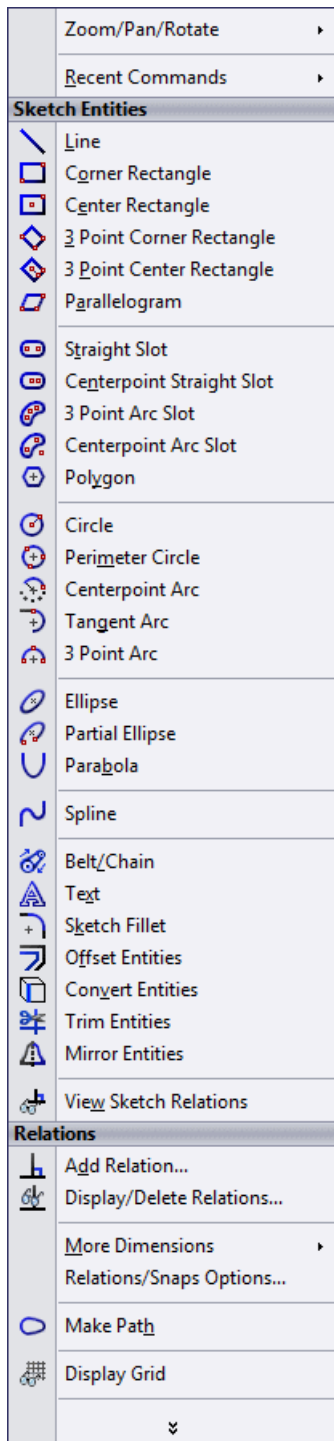 Zoom/Pan/Rotate
Recent Commands
Sketch Entities
Line
Corner Rectangle
Center Rectangle
3 Point Corner Rectangle
3 Point Center Rectangle
Parallelogram
Straight Slot
Centerpoint Straight Slot
3 Point Arc Slot
Centerpoint Arc Slot
Polygon
Circle
Perimeter Circle
Centerpoint Arc
Tangent Arc
3 Point Arc
Ellipse
Partial Ellipse
Parabola
Spline
Belt/Chain
Text
Sketch Fillet
Offset Entities
Convert Entities
Trim Entities
Mirror Entities
View Sketch Relations
Relations
Add Relation...
Display/Delete Relations...
More Dimensions
Relations/Snaps Options...
Make Path
Display Grid